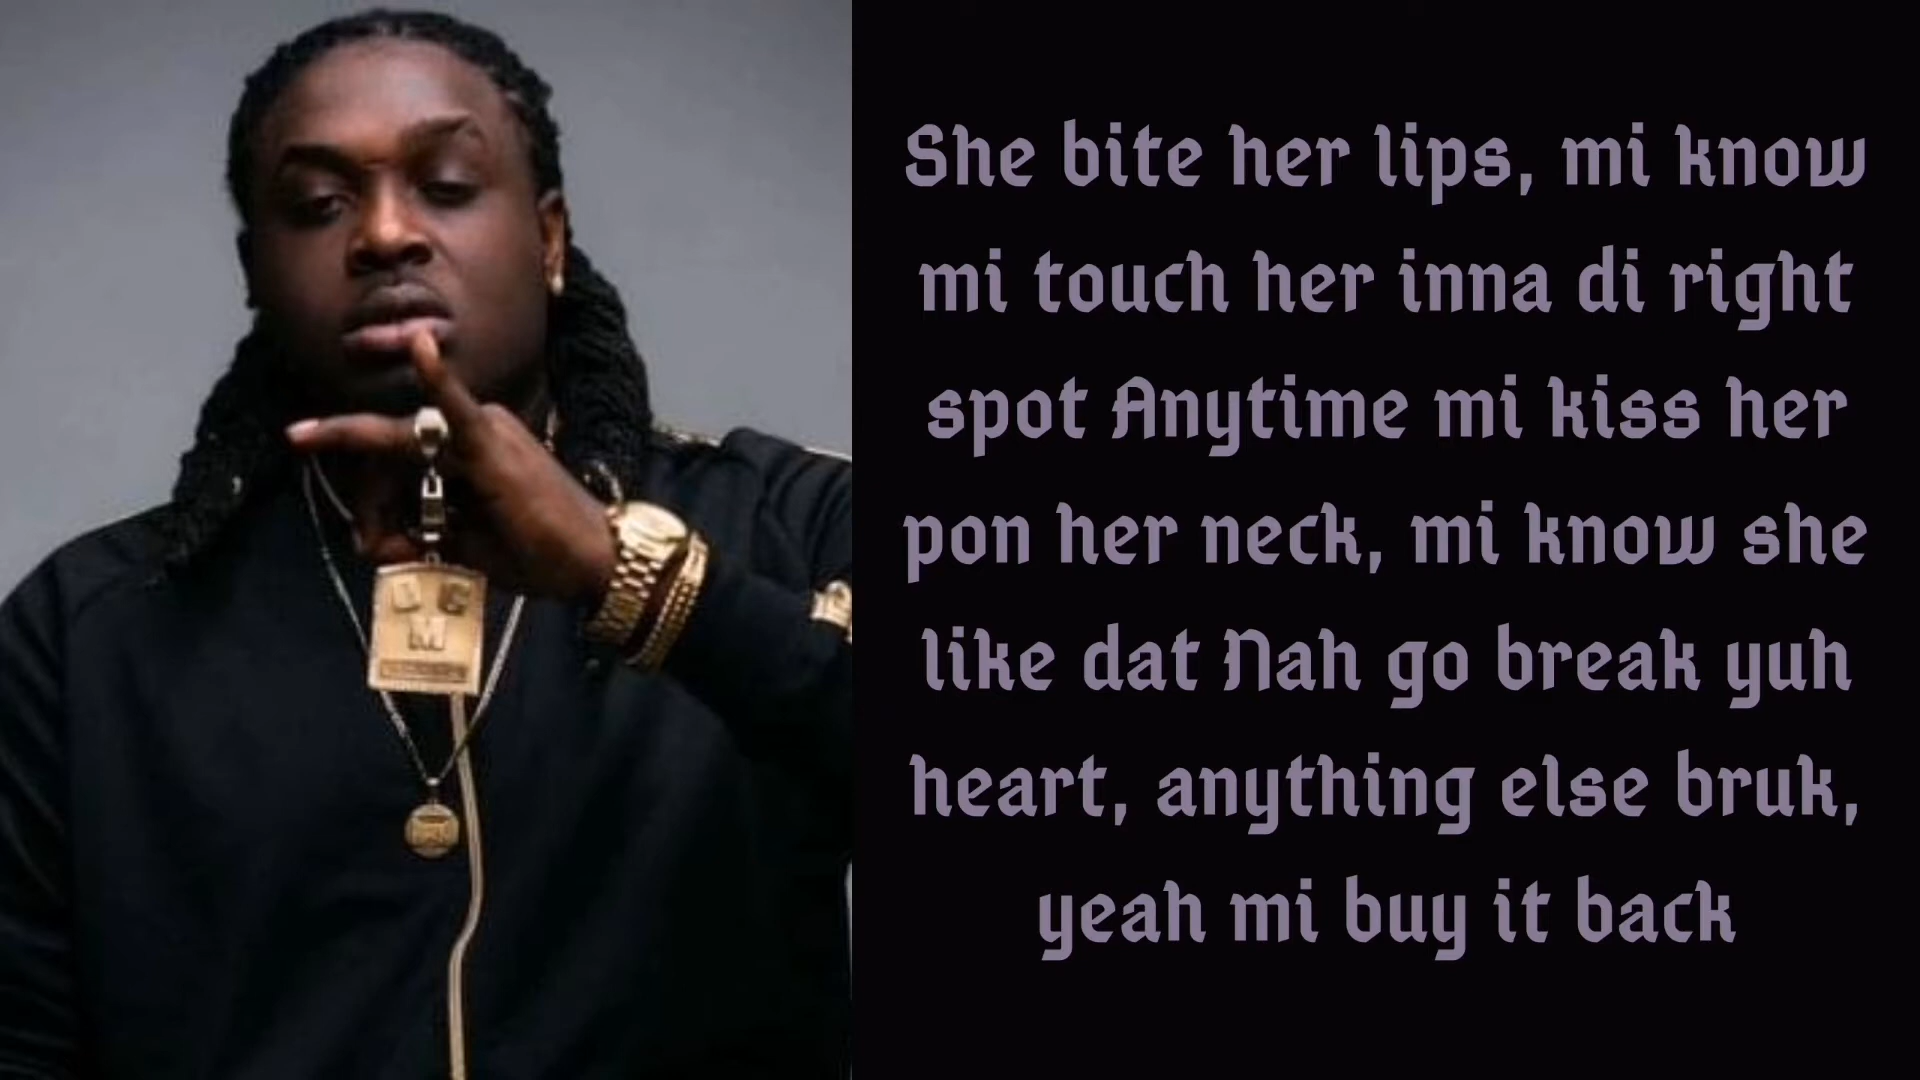 She bite her lips, mi know
mi touch her inna di right
spot Anytime mi kiss her
pon her neck, mi know she
like dat Nah go break yuh
heart, anything else bruk,
yeah mi buy it back
L G
M